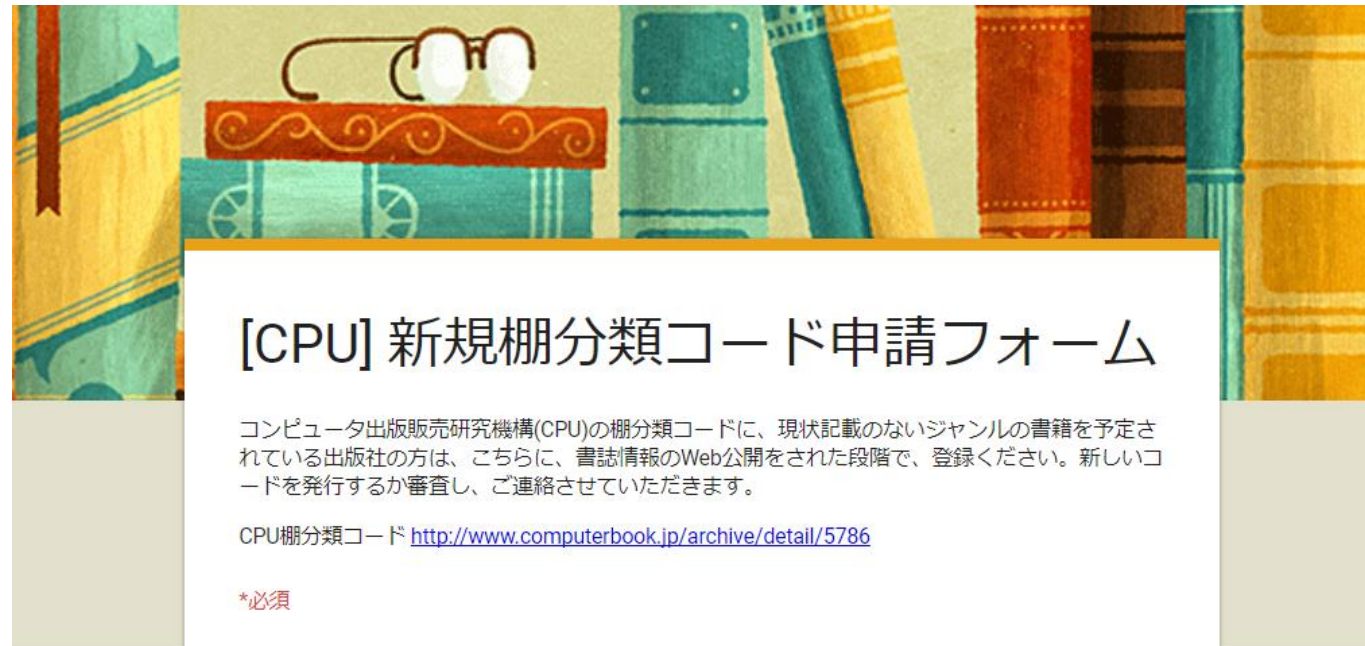 [CPU] 新規棚分類コード申請フォーム
コンピュータ出版販売研究機構(CPU)の棚分類コードに、現状記載のないジャンルの書籍を予定さ
れている出版社の方は、こちらに、書誌情報のWeb公開をされた段階で、登録ください。新しいコ
ードを発行するか審査し、ご連絡させていただきます。
CPU棚分類コード http://www.computerbook.jp/archive/detail/5786
*必須